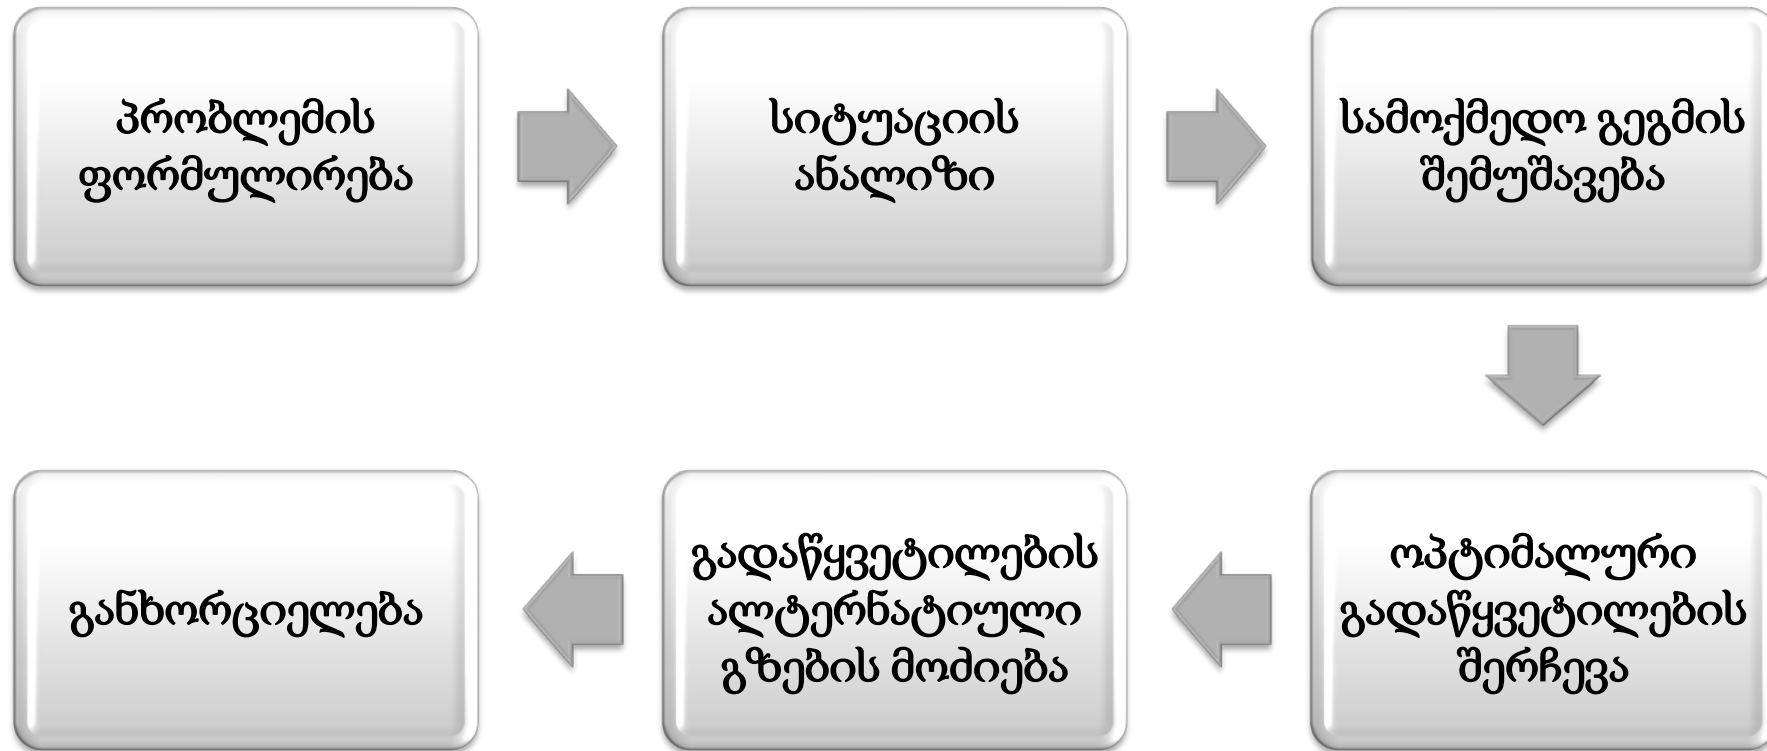 პრობლემის
ფორმულირება
სიტუაციის
ანალიზი
სამოქმედო გეგმის
შემუშავება
ოპტიმალური
გადაწყვეტილების
შერჩევა
გადაწყვეტილების
ალტერნატიული
გზების მოძიება
განხორციელება